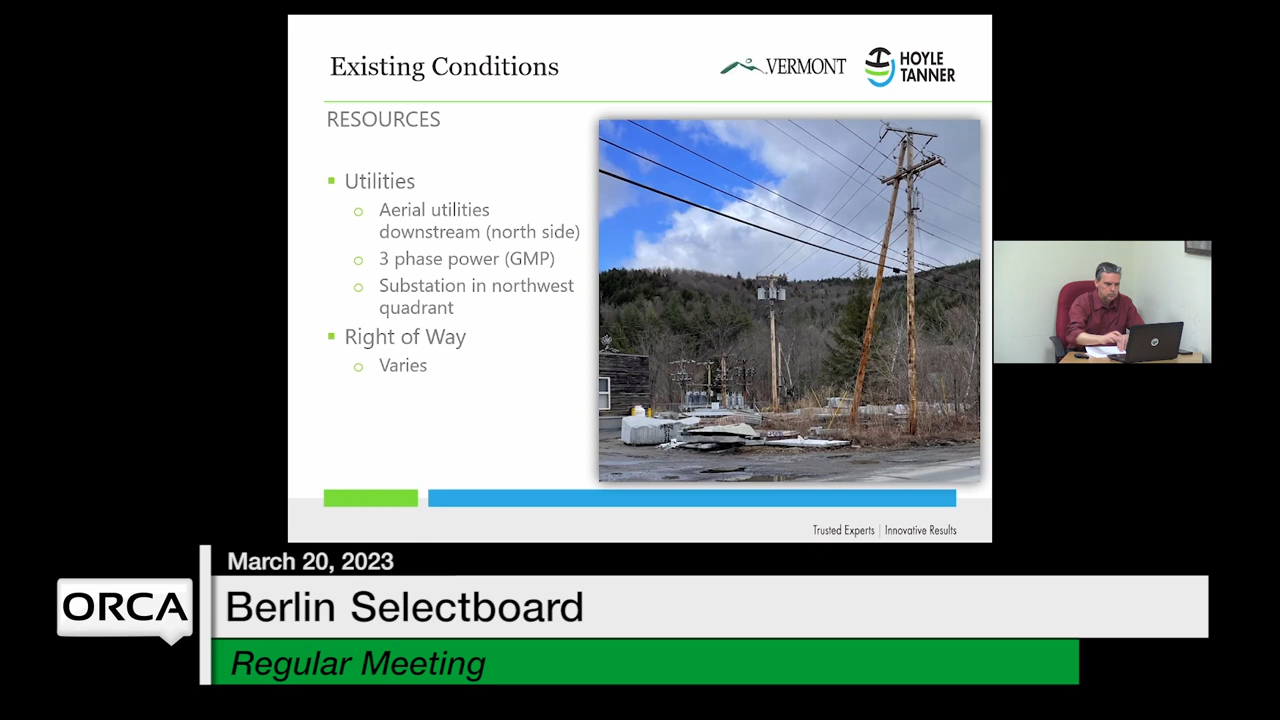 Existing Conditions
VERMONT
HOYLE
TANNER
RESOURCES
Utilities
Aerial utilities
downstream (north side)
3 phase power (GMP)
Substation in northwest
quadrant
Right of Way
Varies
Trusted Experts | Innovative Results
March 20, 2023
ORCA
Berlin Selectboard
Regular Meeting